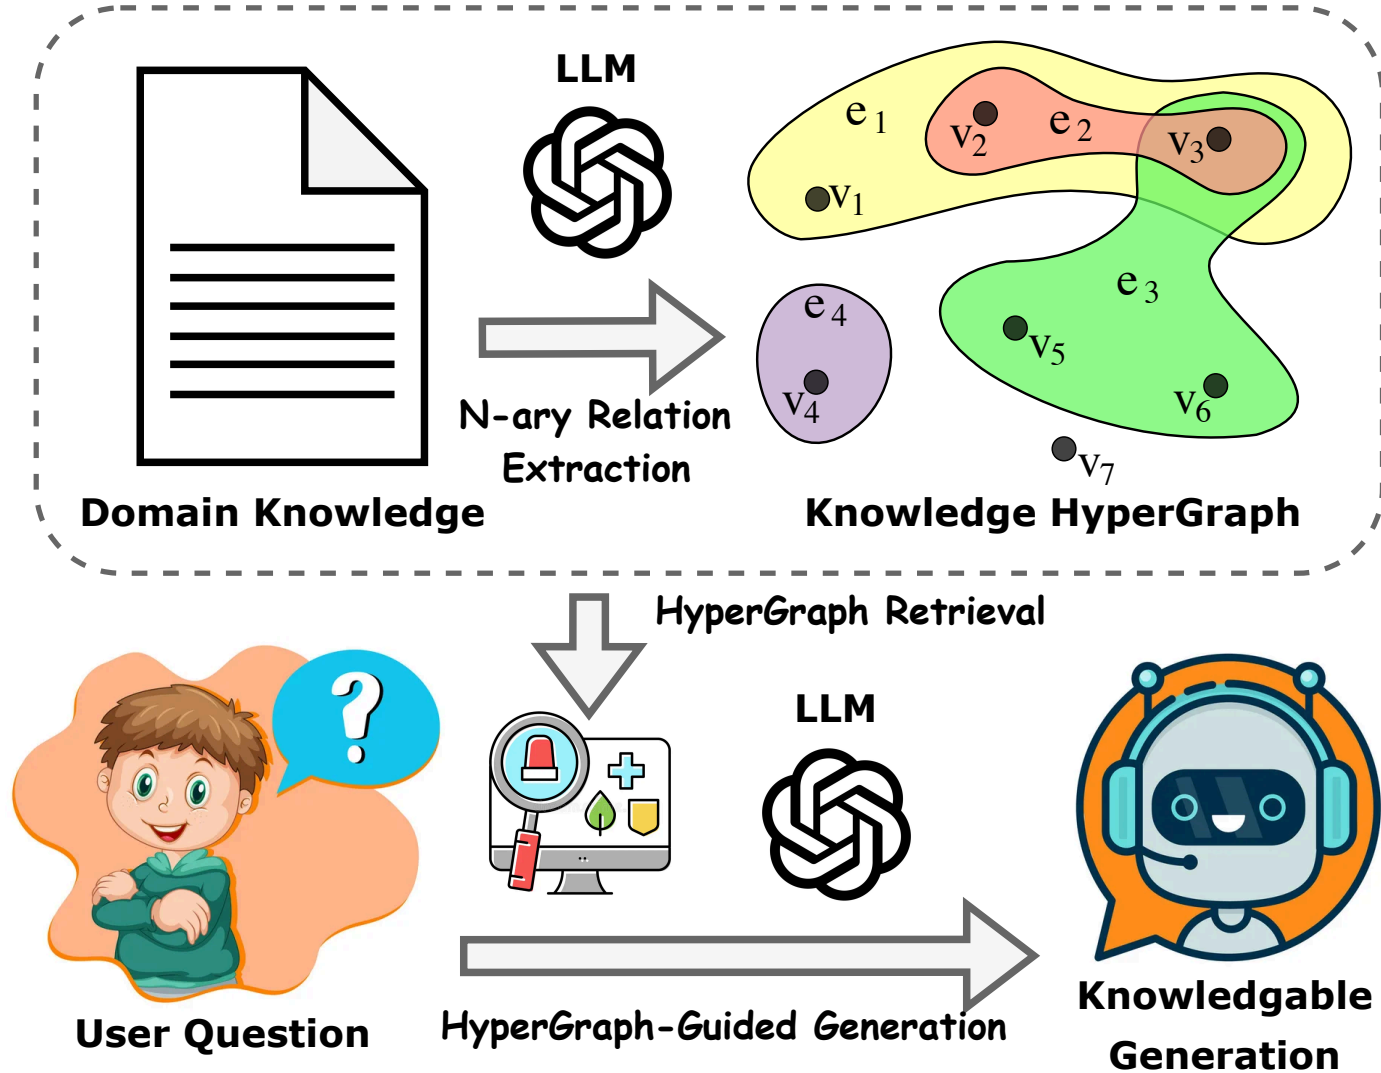 LLM
e1
v2
e2
v3
v1
e3
e4
v5
v4
v6
N-ary Relation
Extraction
v7
Domain Knowledge
Knowledge HyperGraph
HyperGraph Retrieval
?
LLM
Knowledgable
Generation
User Question
HyperGraph-Guided Generation